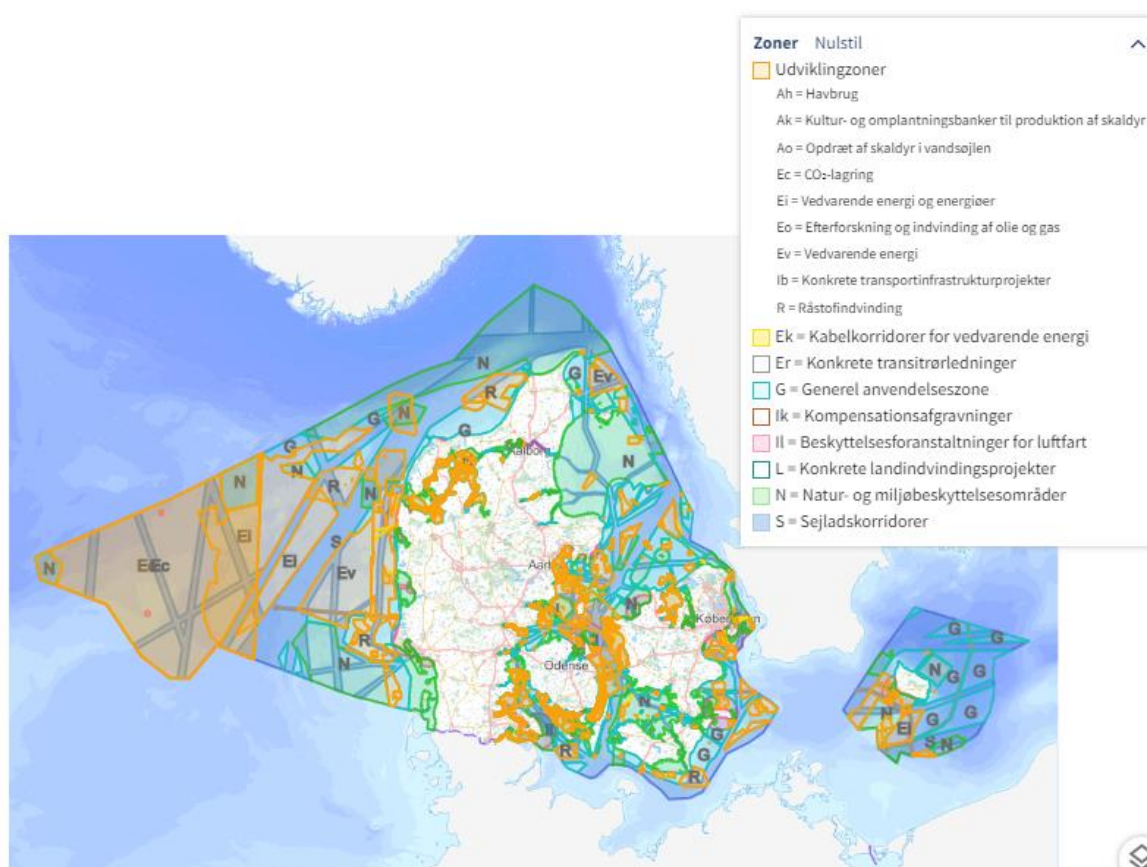 Zoner Nulstil
Udviklingzoner
Ah = Havbrug
Ak = Kultur- og omplantningsbanker til produktion af skaldyr
Ao = Opdræt af skaldyr i vandsøjlen
Ec = CO₂-lagring
Ei = Vedvarende energi og energiøer
Eo = Efterforskning og indvinding af olie og gas
Ev = Vedvarende energi
Ib = Konkrete transportinfrastrukturprojekter
R = Råstofindvinding
Ek = Kabelkorridorer for vedvarende energi
Er = Konkrete transitrørledninger
G = Generel anvendelseszone
Ik = Kompensationsafgravninger
Il = Beskyttelsesforanstaltninger for luftfart
L = Konkrete landindvindingsprojekter
N = Natur- og miljøbeskyttelsesområder
S = Sejladskorridorer
N
G
Ev
R
G
N
G
G
N
N
R
N
N
Ei
Ei
S
Ev
N
Ec
R
N
N
Odense
N
R
G
G
R
G
G
N
G
G
N
Ei
G
G
S
N